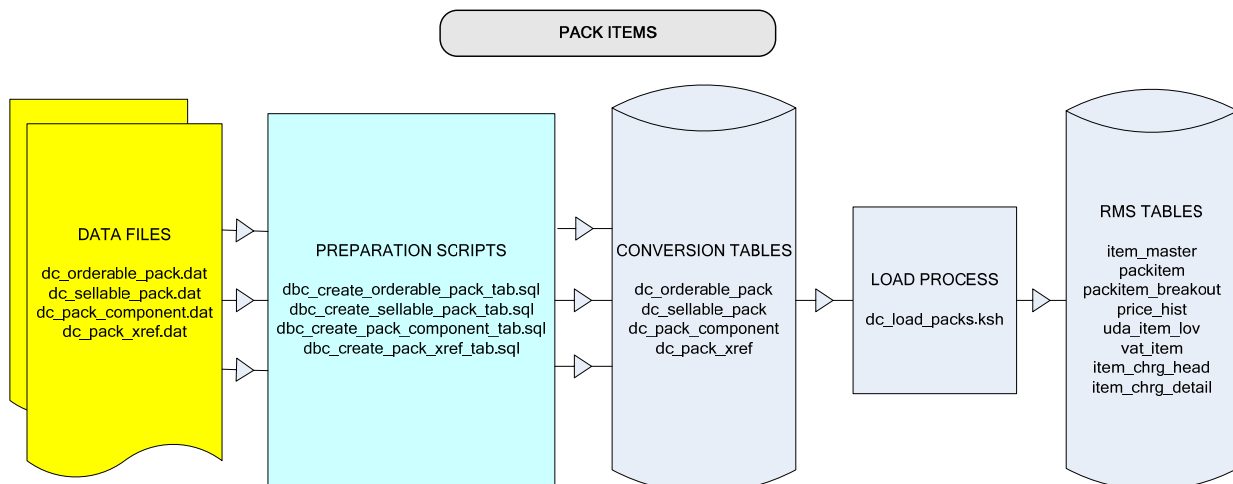 PACK ITEMS
DATA FILES
dc_orderable_pack.dat
dc_sellable_pack.dat
dc_pack_component.dat
dc_pack_xref.dat
PREPARATION SCRIPTS
dbc_create_orderable_pack_tab.sql
dbc_create_sellable_pack_tab.sql
dbc_create_pack_component_tab.sql
dbc_create_pack_xref_tab.sql
CONVERSION TABLES
dc_orderable_pack
dc_sellable_pack
dc_pack_component
dc_pack_xref
LOAD PROCESS
dc_load_packs.ksh
RMS TABLES
item_master
packitem
packitem_breakout
price_hist
uda_item_lov
vat_item
item_chrg_head
item_chrg_detail